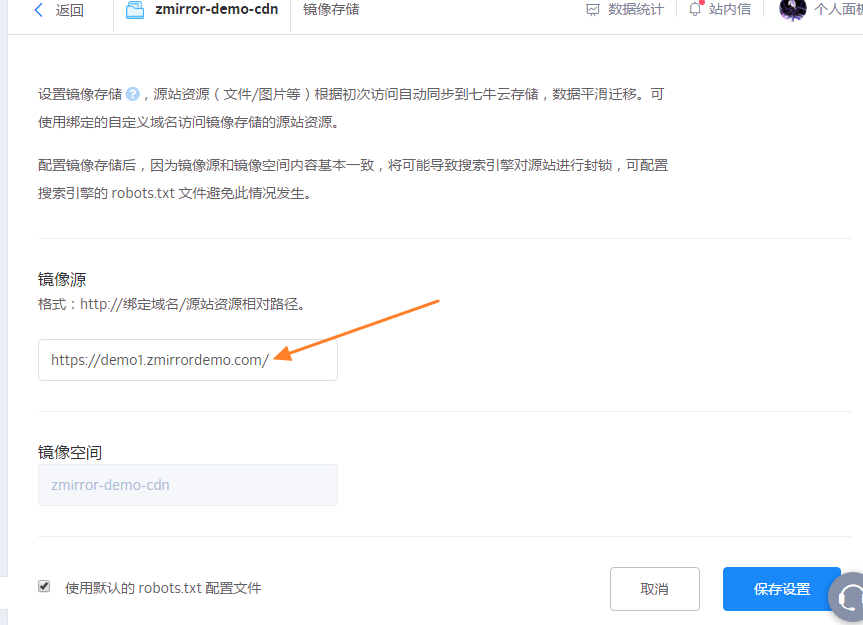 返回 zmirror-demo-cdn 镜像存储 数据统计 站内信 个人面板
设置镜像存储 ? ，源站资源（文件/图片等）根据初次访问自动同步到七牛云存储，数据平滑迁移。可
使用绑定的自定义域名访问镜像存储的源站资源。
配置镜像存储后，因为镜像源和镜像空间内容基本一致，将可能导致搜索引擎对源站进行封锁，可配置
搜索引擎的 robots.txt 文件避免此情况发生。
镜像源
格式：http://绑定域名/源站资源相对路径。
https://demo1.zmirrordemo.com/
镜像空间
zmirror-demo-cdn
使用默认的 robots.txt 配置文件 取消 保存设置